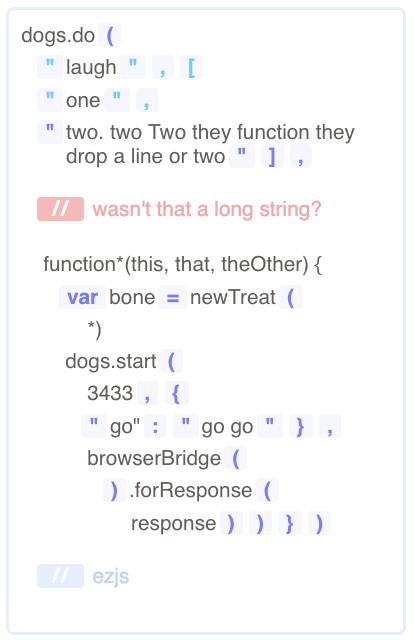 dogs.do (
" laugh " , [
" one " ,
" two. two Two they function they
drop a line or two " ] ,
// wasn't that a long string?
function*(this, that, theOther) {
var bone = newTreat (
*)
dogs.start (
3433 , {
" go" : " go go " } ,
browserBridge (
) .forResponse (
response ) ) } )
// ezjs